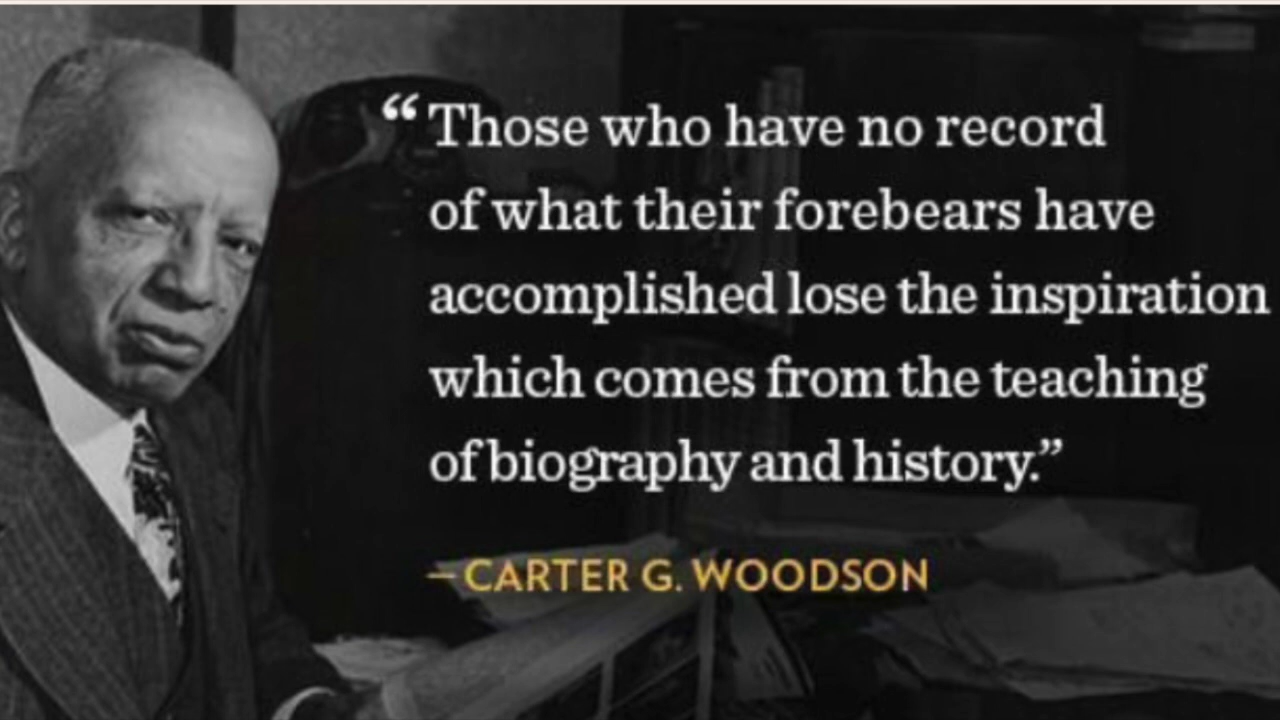 “Those who have no record
of what their forebears have
accomplished lose the inspiration
which comes from the teaching
of biography and history.”
—CARTER G. WOODSON